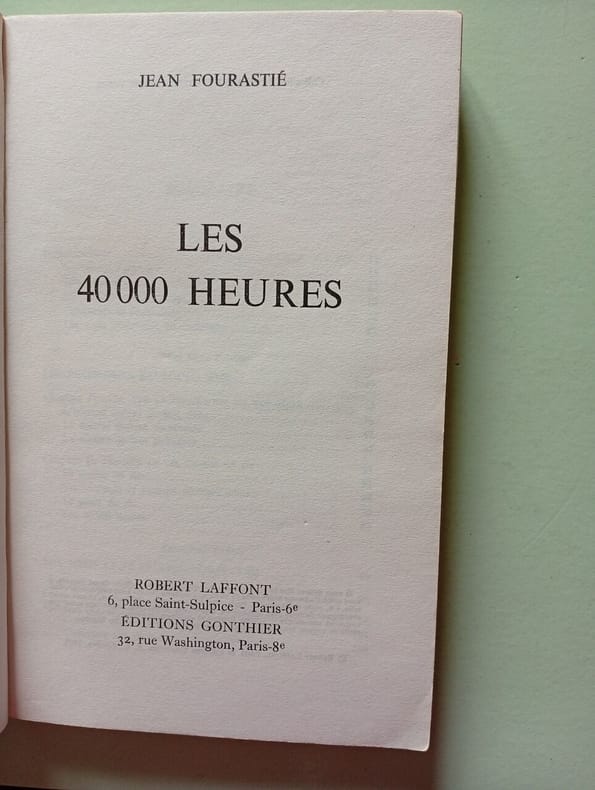 JEAN FOURASTIÉ
LES
40 000 HEURES
ROBERT LAFFONT
6, place Saint-Sulpice - Paris-6e
ÉDITIONS GONTHIER
32, rue Washington, Paris-8e